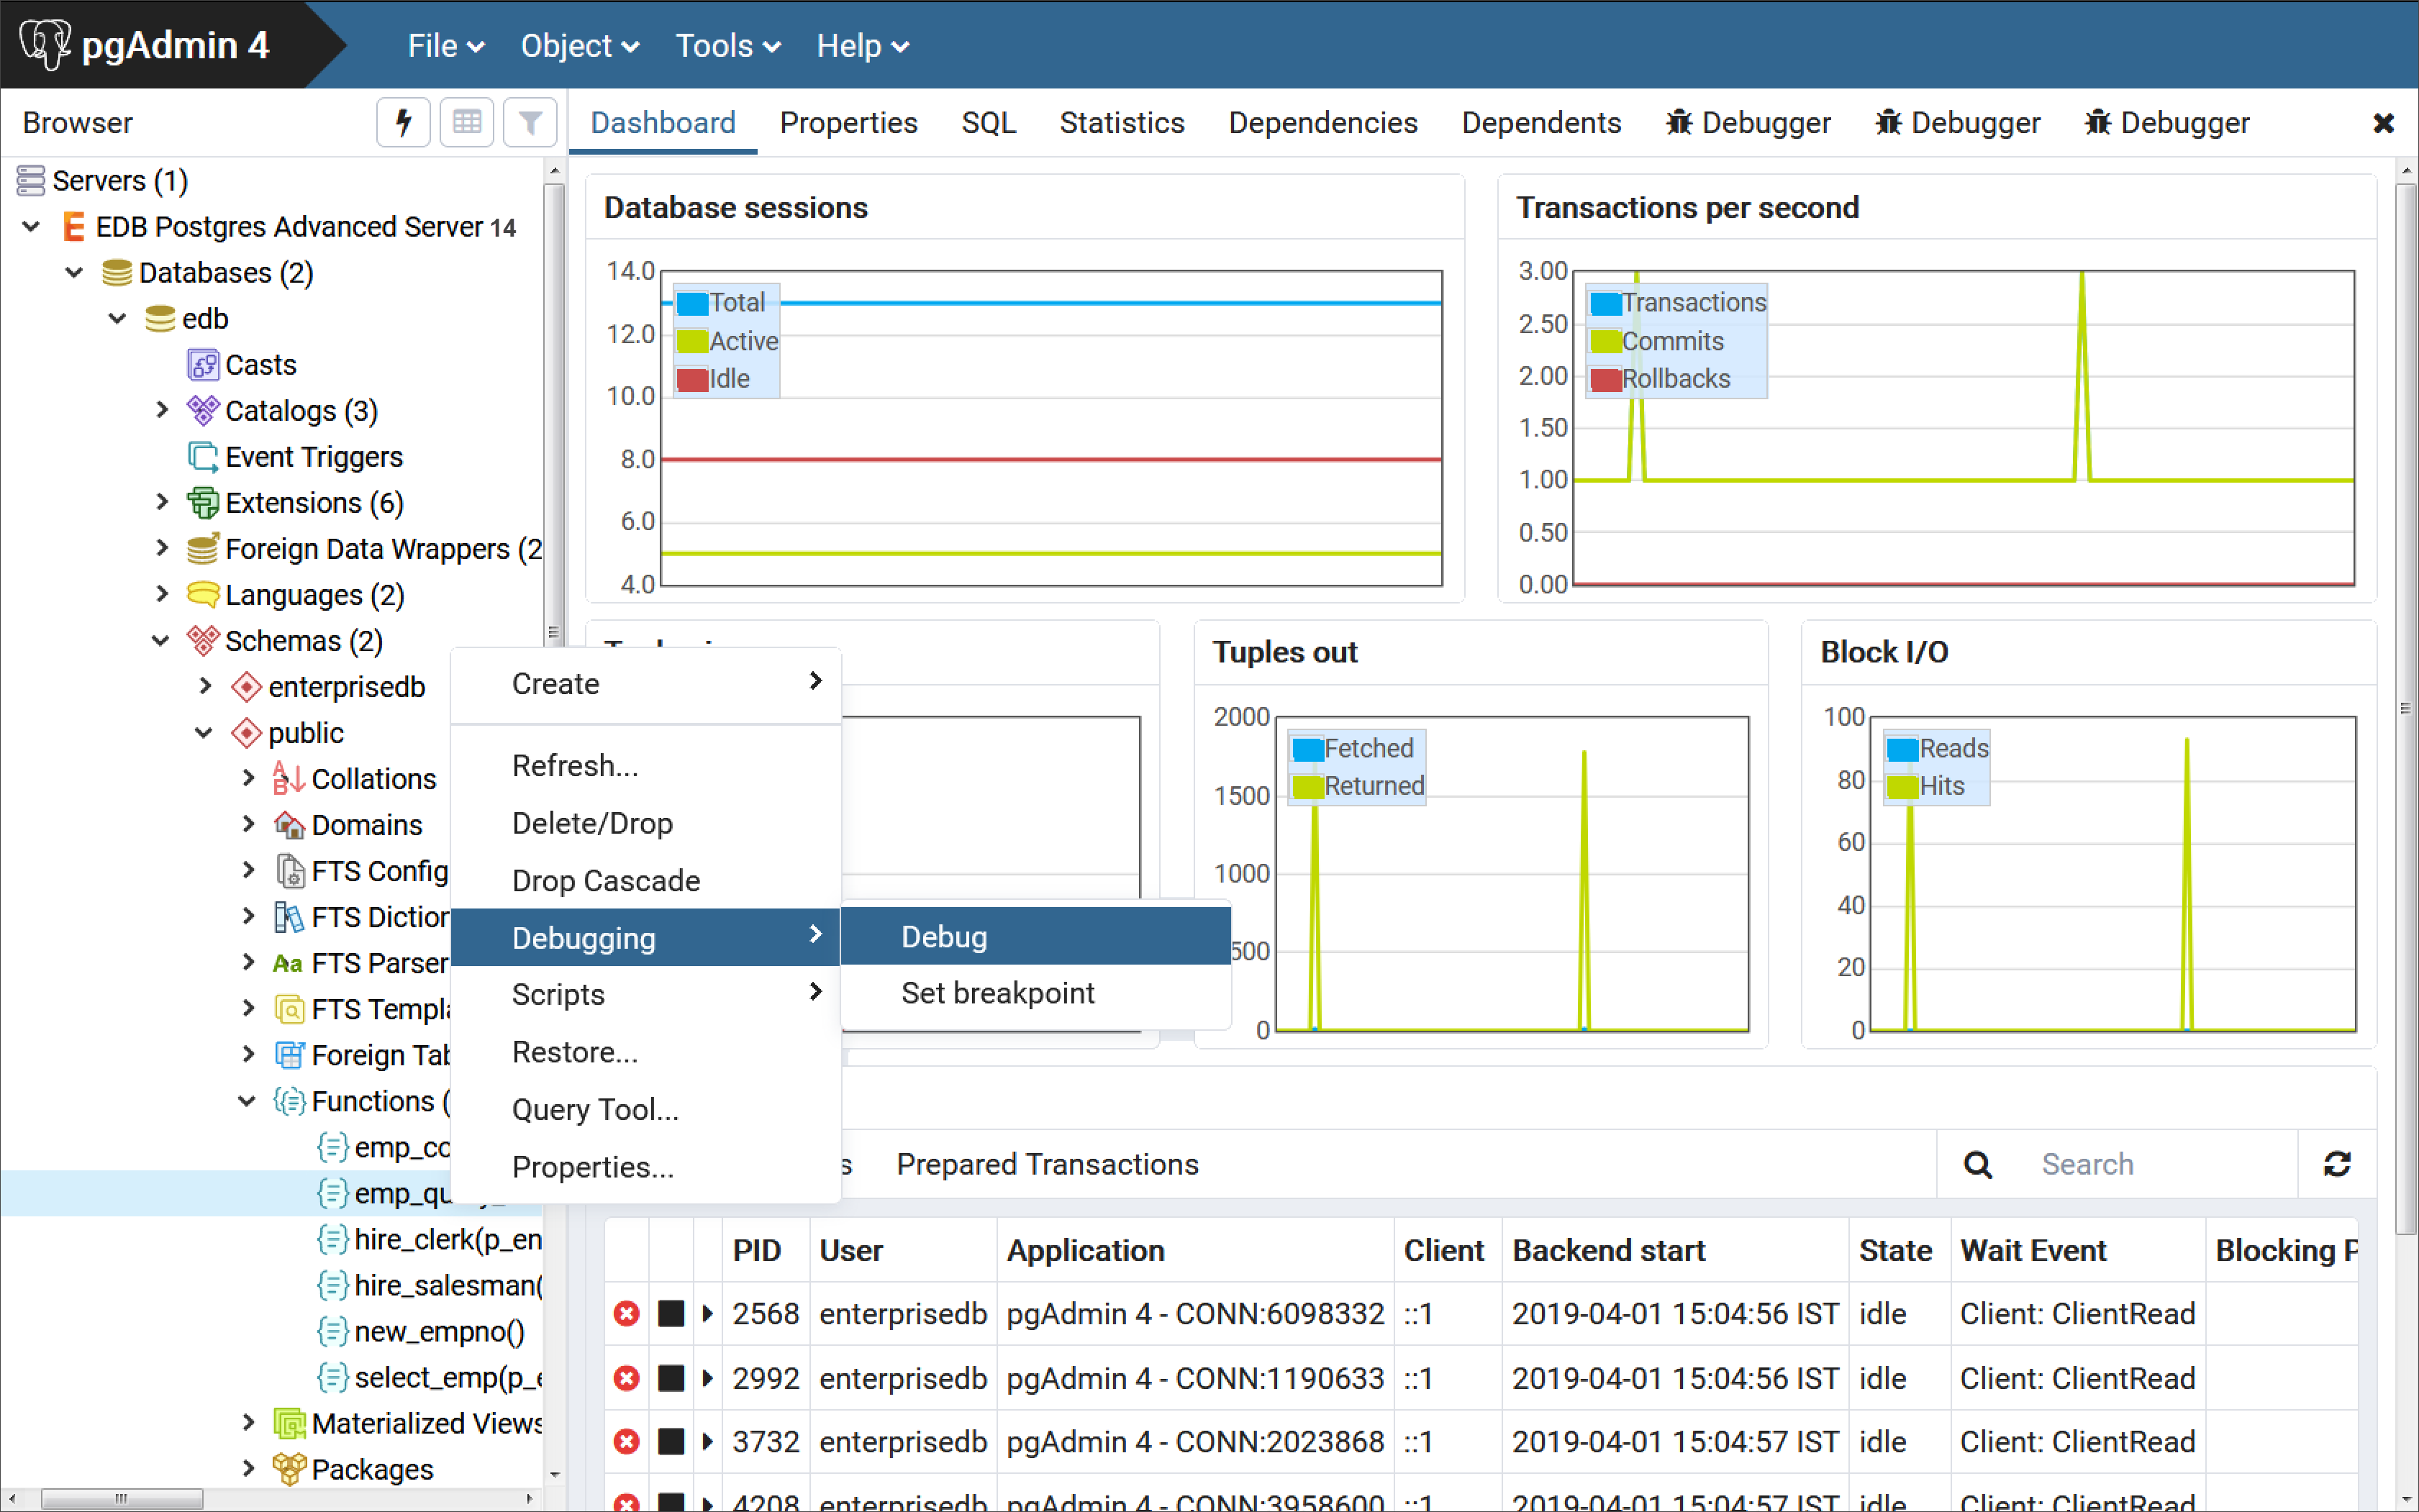 pgAdmin 4 File Object Tools Help
Browser Dashboard Properties SQL Statistics Dependencies Dependents Debugger Debugger Debugger
Servers (1)
EDB Postgres Advanced Server 14
Databases (2)
edb
Casts
Catalogs (3)
Event Triggers
Extensions (6)
Foreign Data Wrappers (2
Languages (2)
Schemas (2)
enterprisedb
public
Collations
Domains
FTS Config
FTS Diction
Aa FTS Parser
FTS Templa
Foreign Tab
Functions (
emp_co
emp_qu
hire_clerk(p_en
hire_salesman(
new_empno()
select_emp(p_e
Materialized Views
Packages
Create
Refresh...
Delete/Drop
Drop Cascade
Debugging
Scripts
Restore...
Query Tool...
Properties...
Debug
Set breakpoint
Database sessions
14.0
12.0
10.0
8.0
6.0
4.0
Total
Active
Idle
Transactions per second
3.00
2.50
2.00
1.50
1.00
0.50
0.00
Transactions
Commits
Rollbacks
Tuples out
2000
1500
1000
500
0
Fetched
Returned
Block I/O
100
80
60
40
20
0
Reads
Hits
s Prepared Transactions Search
PID User Application Client Backend start State Wait Event Blocking P
2568 enterprisedb pgAdmin 4 - CONN:6098332 ::1 2019-04-01 15:04:56 IST idle Client: ClientRead
2992 enterprisedb pgAdmin 4 - CONN:1190633 ::1 2019-04-01 15:04:56 IST idle Client: ClientRead
3732 enterprisedb pgAdmin 4 - CONN:2023868 ::1 2019-04-01 15:04:57 IST idle Client: ClientRead
4208 enterprisedb pgAdmin 4 - CONN:3958600 ::1 2019-04-01 15:04:57 IST idle Client: ClientRead